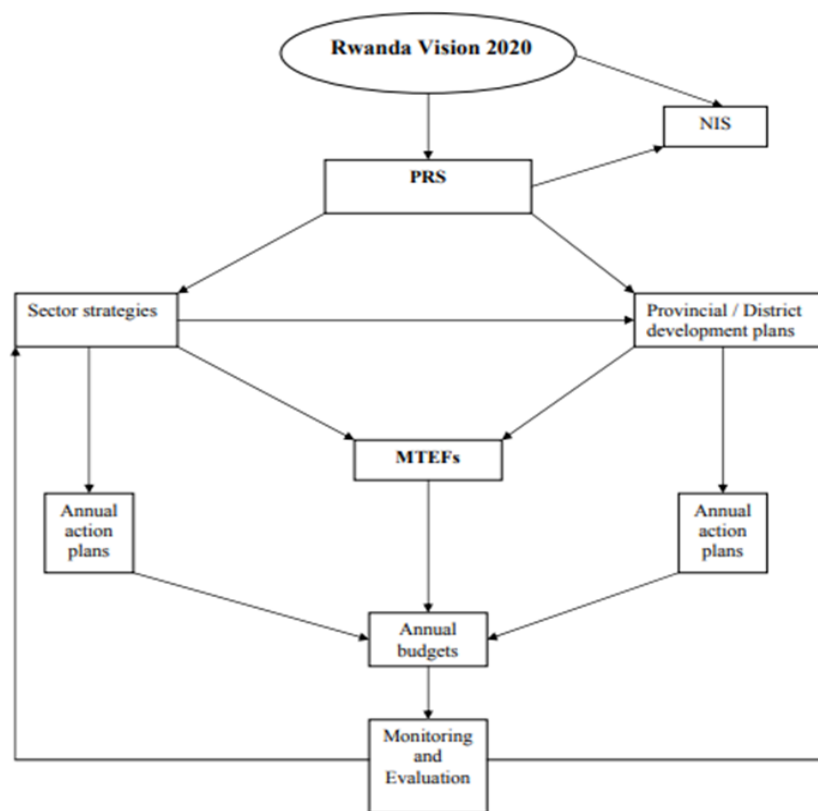 Rwanda Vision 2020
NIS
PRS
Sector strategies
Provincial / District
development plans
MTEFs
Annual
action
plans
Annual
action
plans
Annual
budgets
Monitoring
and
Evaluation